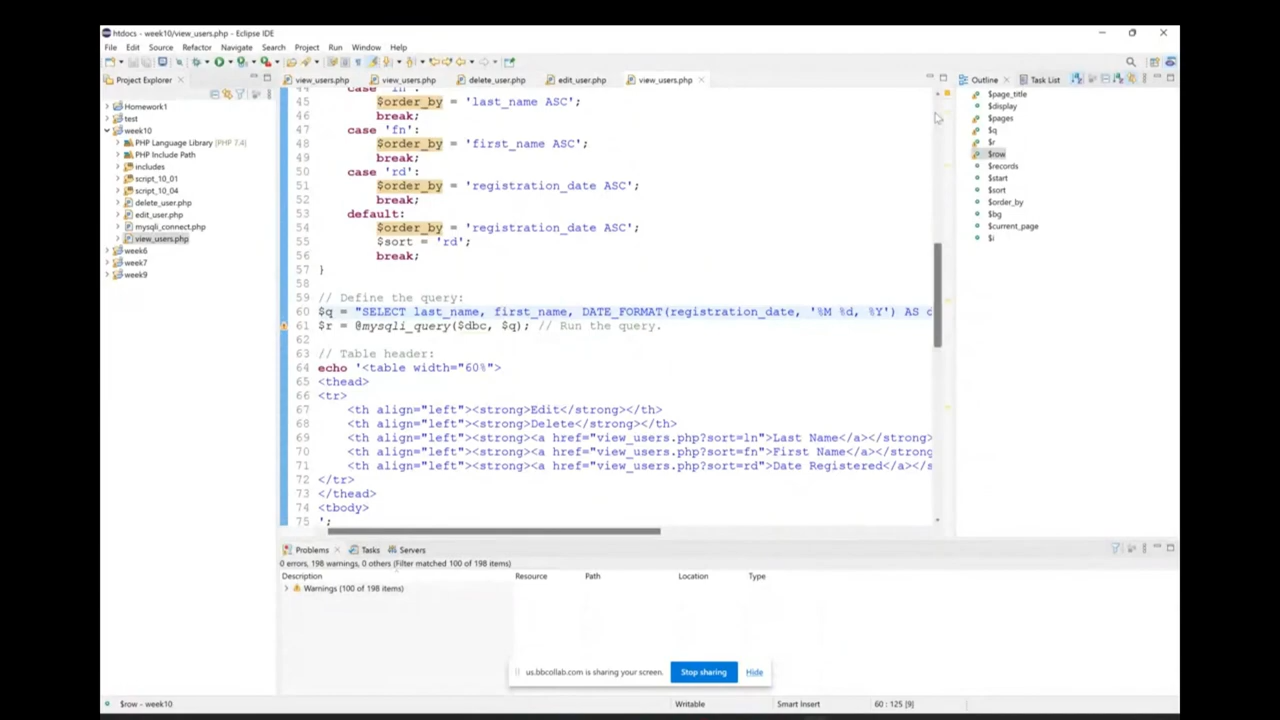 htdocs - week10/view_users.php - Eclipse IDE
File Edit Source Refactor Navigate Search Project Run Window Help
Project Explorer
view_users.php view_users.php delete_user.php edit_user.php view_users.php
Outline Task List
Homework1
test
week10
PHP Language Library [PHP 7.4]
PHP Include Path
includes
script_10_01
script_10_04
delete_user.php
edit_user.php
mysqli_connect.php
view_users.php
week6
week7
week9
45 $order_by = 'last_name ASC';
46 break;
47 case 'fn':
48 $order_by = 'first_name ASC';
49 break;
50 case 'rd':
51 $order_by = 'registration_date ASC';
52 break;
53 default:
54 $order_by = 'registration_date ASC';
55 $sort = 'rd';
56 break;
57 }
58
59 // Define the query:
60 $q = "SELECT last_name, first_name, DATE_FORMAT(registration_date, '%M %d, %Y') AS d
61 $r = @mysqli_query($dbc, $q); // Run the query.
62
63 // Table header:
64 echo '<table width="60%">
65 <thead>
66 <tr>
67 <th align="left"><strong>Edit</strong></th>
68 <th align="left"><strong>Delete</strong></th>
69 <th align="left"><strong><a href="view_users.php?sort=ln">Last Name</a></strong>
70 <th align="left"><strong><a href="view_users.php?sort=fn">First Name</a></strong
71 <th align="left"><strong><a href="view_users.php?sort=rd">Date Registered</a></s
72 </tr>
73 </thead>
74 <tbody>
75 ';
$page_title
$display
$pages
$q
$r
$row
$records
$start
$sort
$order_by
$bg
$current_page
$i
Problems Tasks Servers
0 errors, 198 warnings, 0 others (Filter matched 100 of 198 items)
Description Resource Path Location Type
Warnings (100 of 198 items)
us.bbcollab.com is sharing your screen. Stop sharing Hide
$row - week10 Writable Smart Insert 60 : 125 [9]